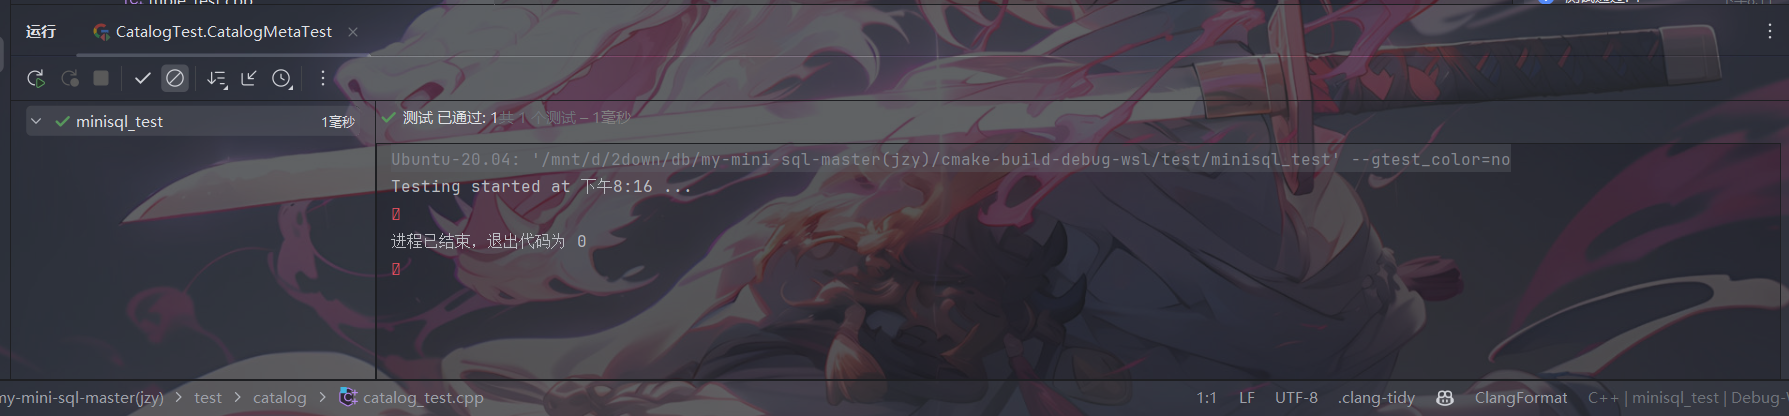 运行
CatalogTest.CatalogMetaTest
minisql_test 1毫秒
测试 已通过: 1共 1 个测试 – 1毫秒
Ubuntu-20.04: '/mnt/d/2down/db/my-mini-sql-master(jzy)/cmake-build-debug-wsl/test/minisql_test' --gtest_color=no
Testing started at 下午8:16 ...
进程已结束，退出代码为 0
my-mini-sql-master(jzy) > test > catalog > catalog_test.cpp 1:1 LF UTF-8 .clang-tidy ClangFormat C++ | minisql_test | Debug-